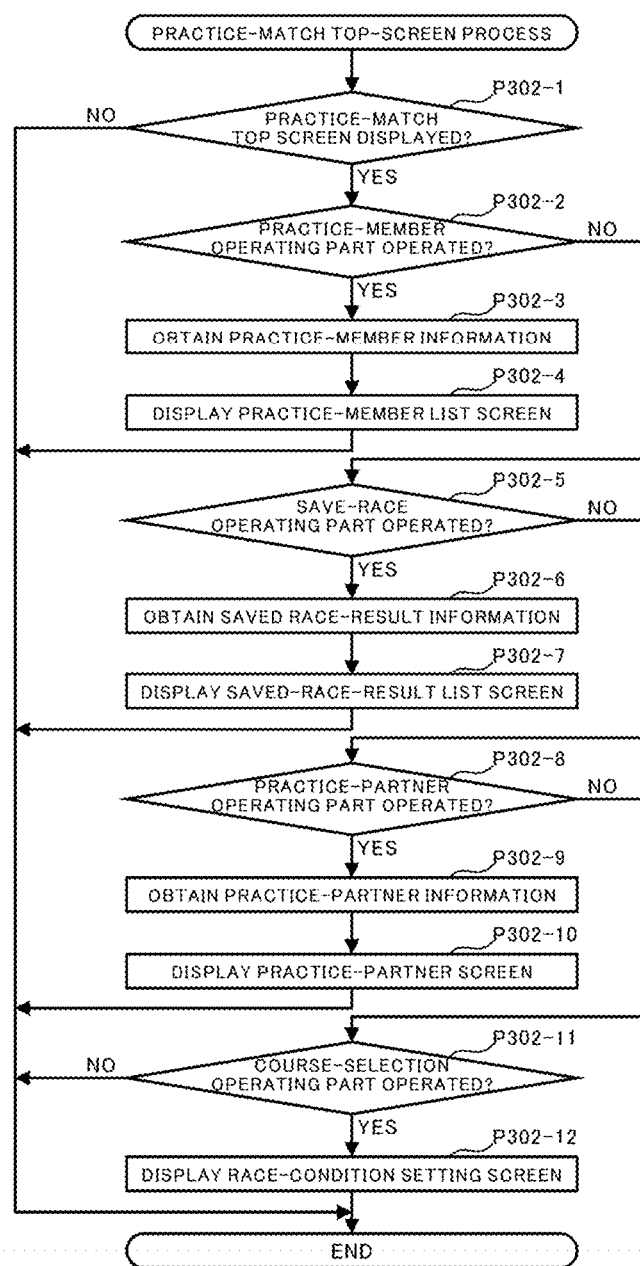 PRACTICE-MATCH TOP-SCREEN PROCESS
P302-1
NO
PRACTICE-MATCH
TOP SCREEN DISPLAYED?
YES
P302-2
PRACTICE-MEMBER
OPERATING PART OPERATED?
NO
YES
P302-3
OBTAIN PRACTICE-MEMBER INFORMATION
P302-4
DISPLAY PRACTICE-MEMBER LIST SCREEN
P302-5
SAVE-RACE
OPERATING PART OPERATED?
NO
YES
P302-6
OBTAIN SAVED RACE-RESULT INFORMATION
P302-7
DISPLAY SAVED-RACE-RESULT LIST SCREEN
P302-8
PRACTICE-PARTNER
OPERATING PART OPERATED?
NO
YES
P302-9
OBTAIN PRACTICE-PARTNER INFORMATION
P302-10
DISPLAY PRACTICE-PARTNER SCREEN
P302-11
NO
COURSE-SELECTION
OPERATING PART OPERATED?
YES
P302-12
DISPLAY RACE-CONDITION SETTING SCREEN
END